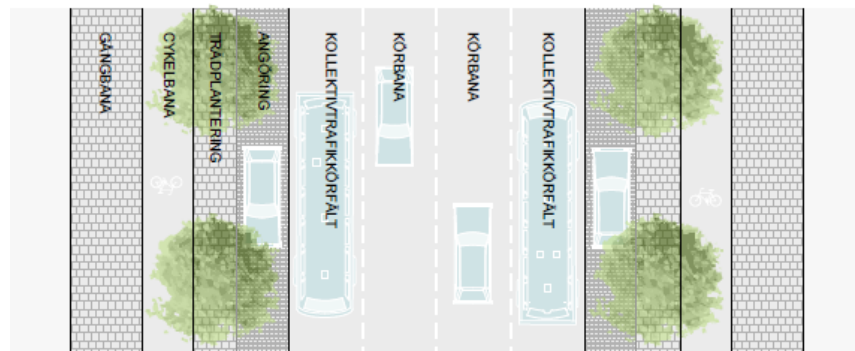 GÅNGBANA
CYKELBANA
TRÄDPLANTERING
ANGÖRING
KOLLEKTIVTRAFIKKÖRFÄLT
KÖRBANA
KÖRBANA
KOLLEKTIVTRAFIKKÖRFÄLT